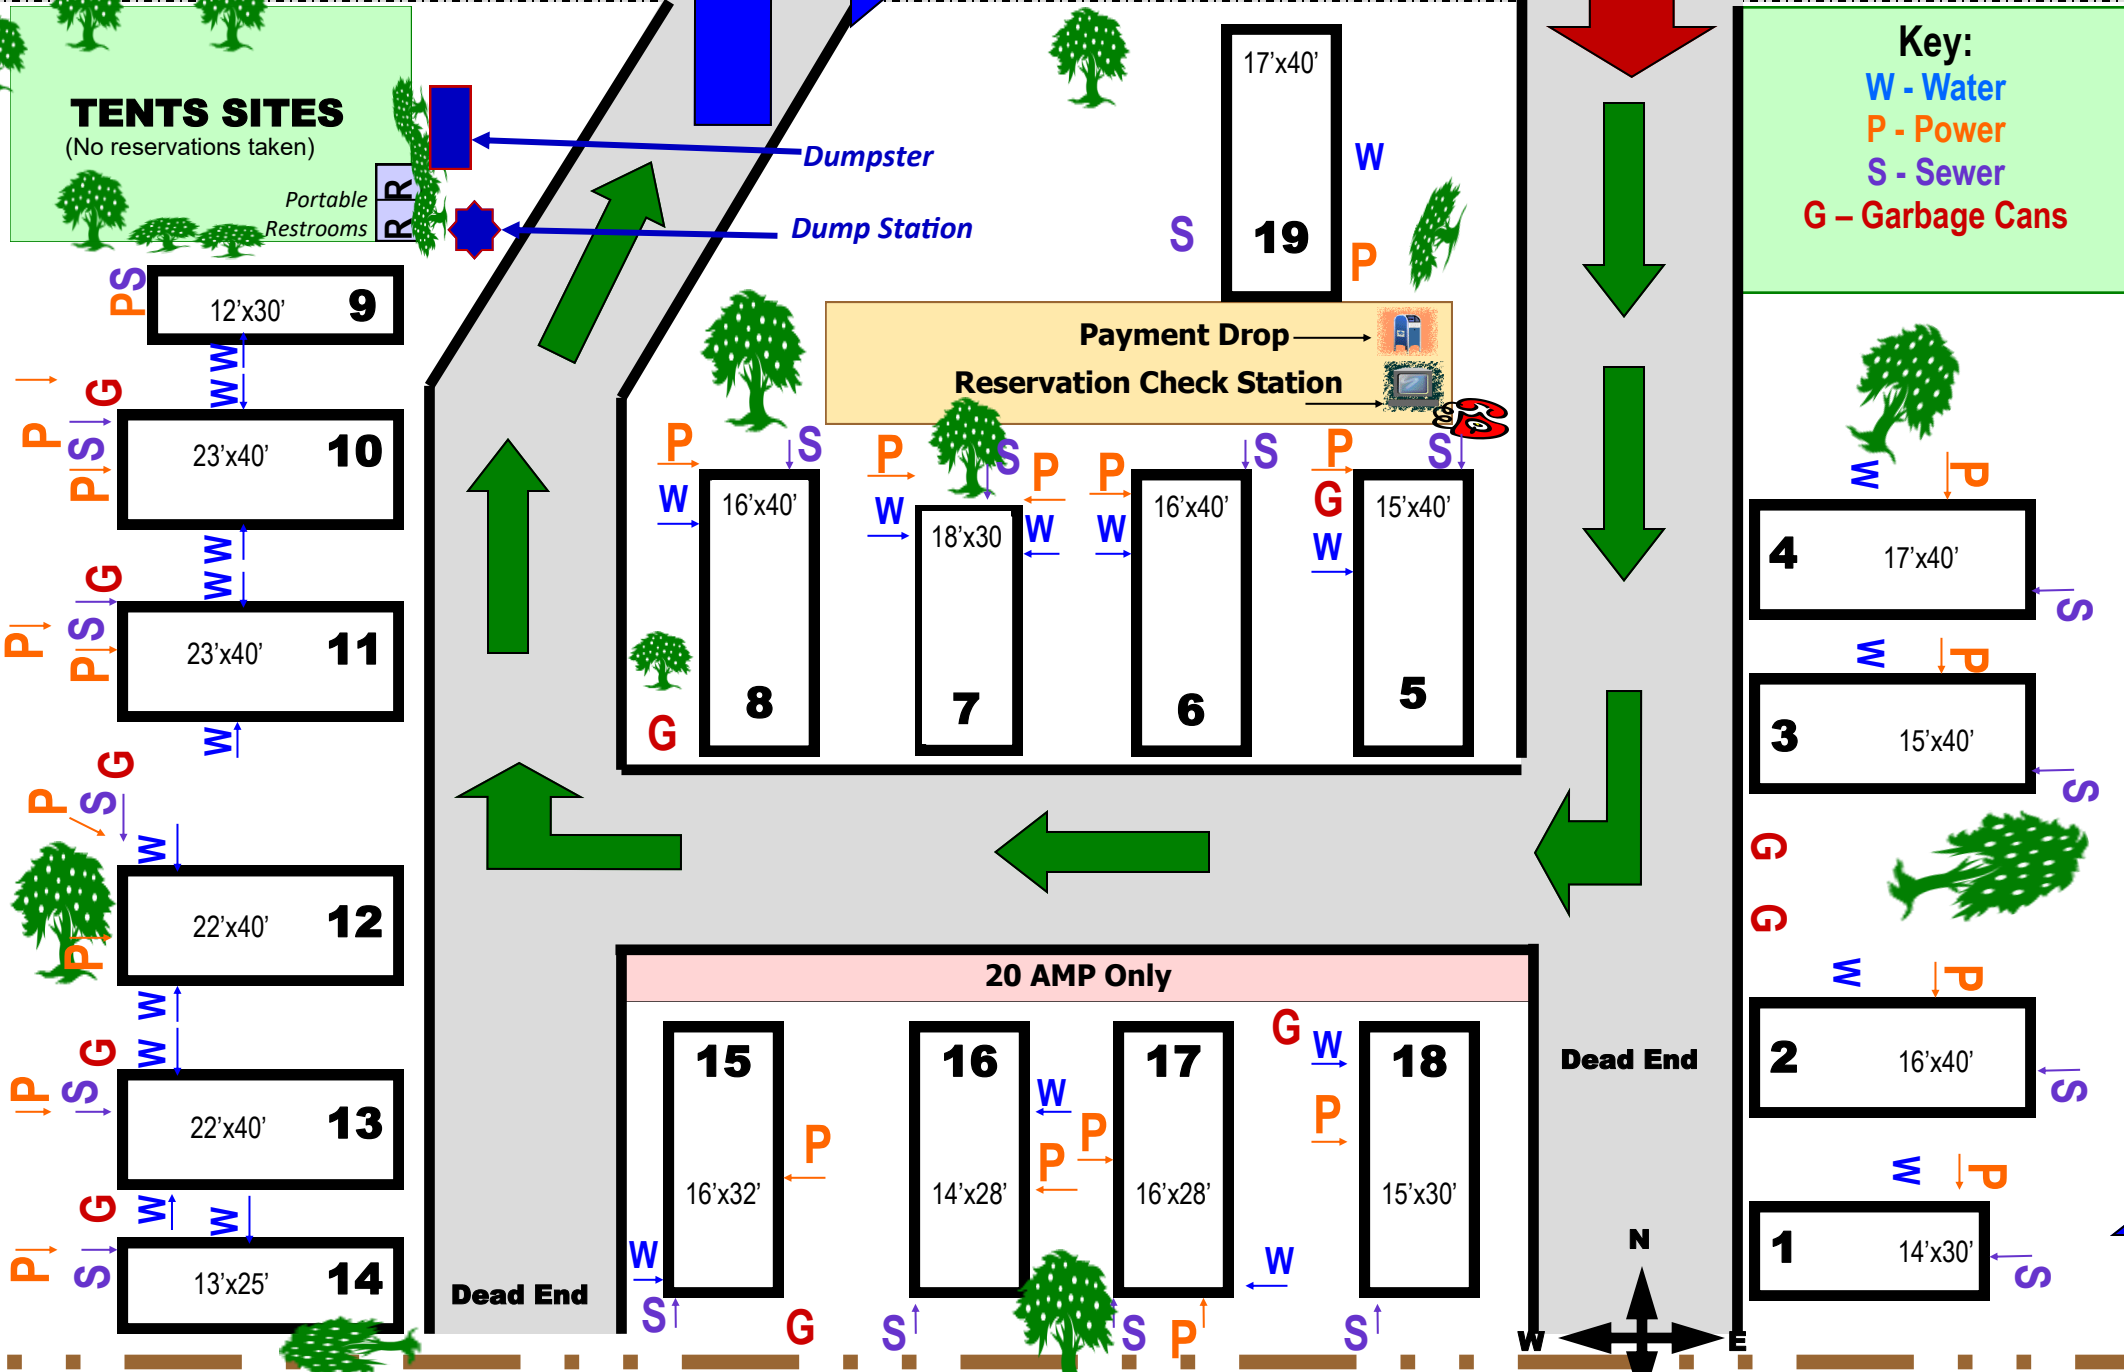 TENTS SITES
(No reservations taken)
Portable
Restrooms
R
R
Dumpster
Dump Station
17'x40'
19
W
S
P
Key:
W - Water
P - Power
S - Sewer
G – Garbage Cans
Payment Drop
Reservation Check Station
S
P
12'x30'
9
W
W
G
P
S
P
23'x40'
10
W
W
G
P
S
P
23'x40'
11
W
G
P
S
W
22'x40'
12
P
W
W
G
P
S
22'x40'
13
G
W
W
P
S
13'x25'
14
P
S
W
16'x40'
8
G
P
S
P
W
W
18'x30
7
P
S
W
16'x40'
6
P
S
G
W
15'x40'
5
W
P
4
17'x40'
S
W
P
3
15'x40'
S
G
G
W
P
2
16'x40'
S
W
P
1
14'x30'
S
20 AMP Only
15
16'x32'
P
W
S
G
16
14'x28'
W
P
S
17
16'x28'
P
W
S
P
G
W
P
18
15'x30'
S
Dead End
Dead End
N
W
E